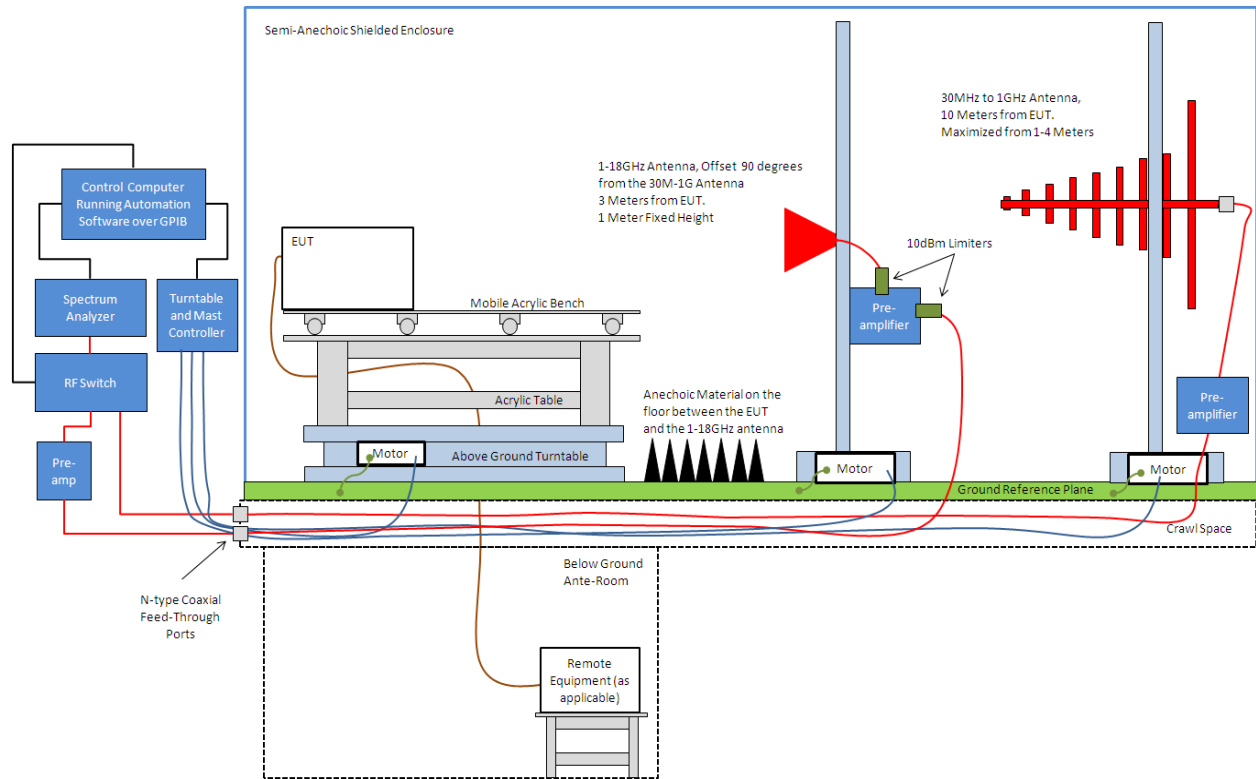 Semi-Anechoic Shielded Enclosure
30MHz to 1GHz Antenna,
10 Meters from EUT.
Maximized from 1-4 Meters
1-18GHz Antenna, Offset 90 degrees
from the 30M-1G Antenna
3 Meters from EUT.
1 Meter Fixed Height
Control Computer
Running Automation
Software over GPIB
EUT
10dBm Limiters
Spectrum
Analyzer
Turntable
and Mast
Controller
Mobile Acrylic Bench
Pre-
amplifier
RF Switch
Acrylic Table
Anechoic Material on the
floor between the EUT
and the 1-18GHz antenna
Pre-
amplifier
Pre-
amp
Motor
Above Ground Turntable
Motor
Motor
Ground Reference Plane
Crawl Space
Below Ground
Ante-Room
N-type Coaxial
Feed-Through
Ports
Remote
Equipment (as
applicable)